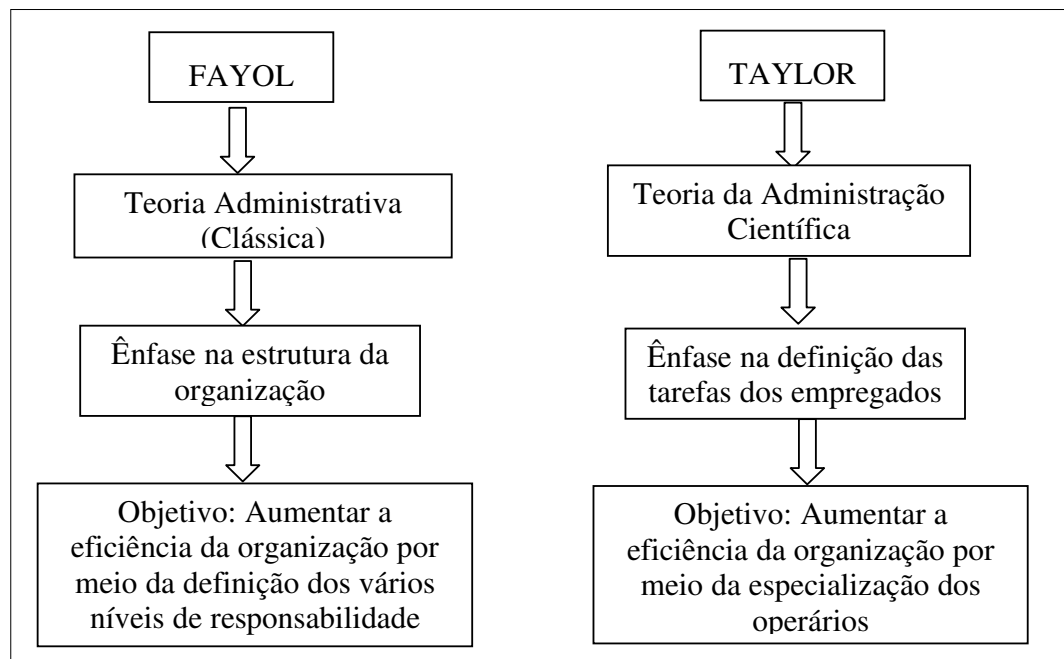 FAYOL
Teoria Administrativa
(Clássica)
Ênfase na estrutura da
organização
Objetivo: Aumentar a
eficiência da organização por
meio da definição dos vários
níveis de responsabilidade
TAYLOR
Teoria da Administração
Científica
Ênfase na definição das
tarefas dos empregados
Objetivo: Aumentar a
eficiência da organização por
meio da especialização dos
operários